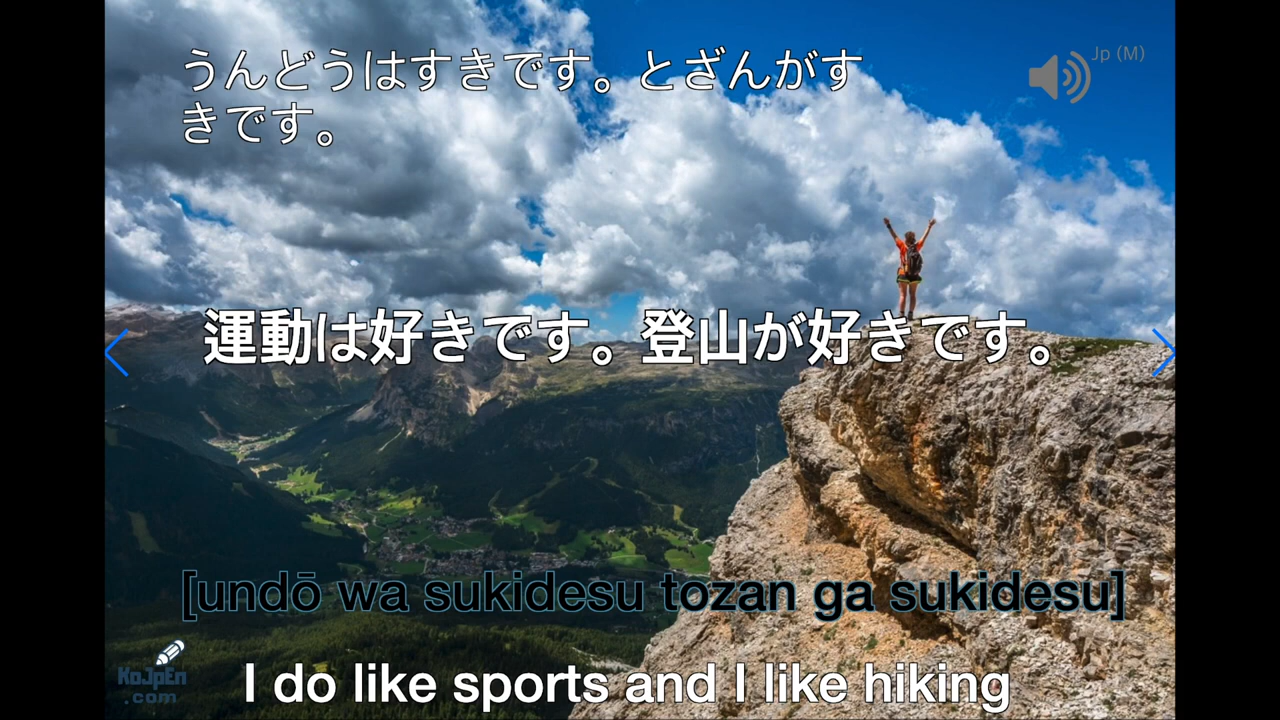 うんどうはすきです。とざんがす
きです。
Jp (M)
運動は好きです。登山が好きです。
[undō wa sukidesu tozan ga sukidesu]
KoJpEn
.com
I do like sports and I like hiking